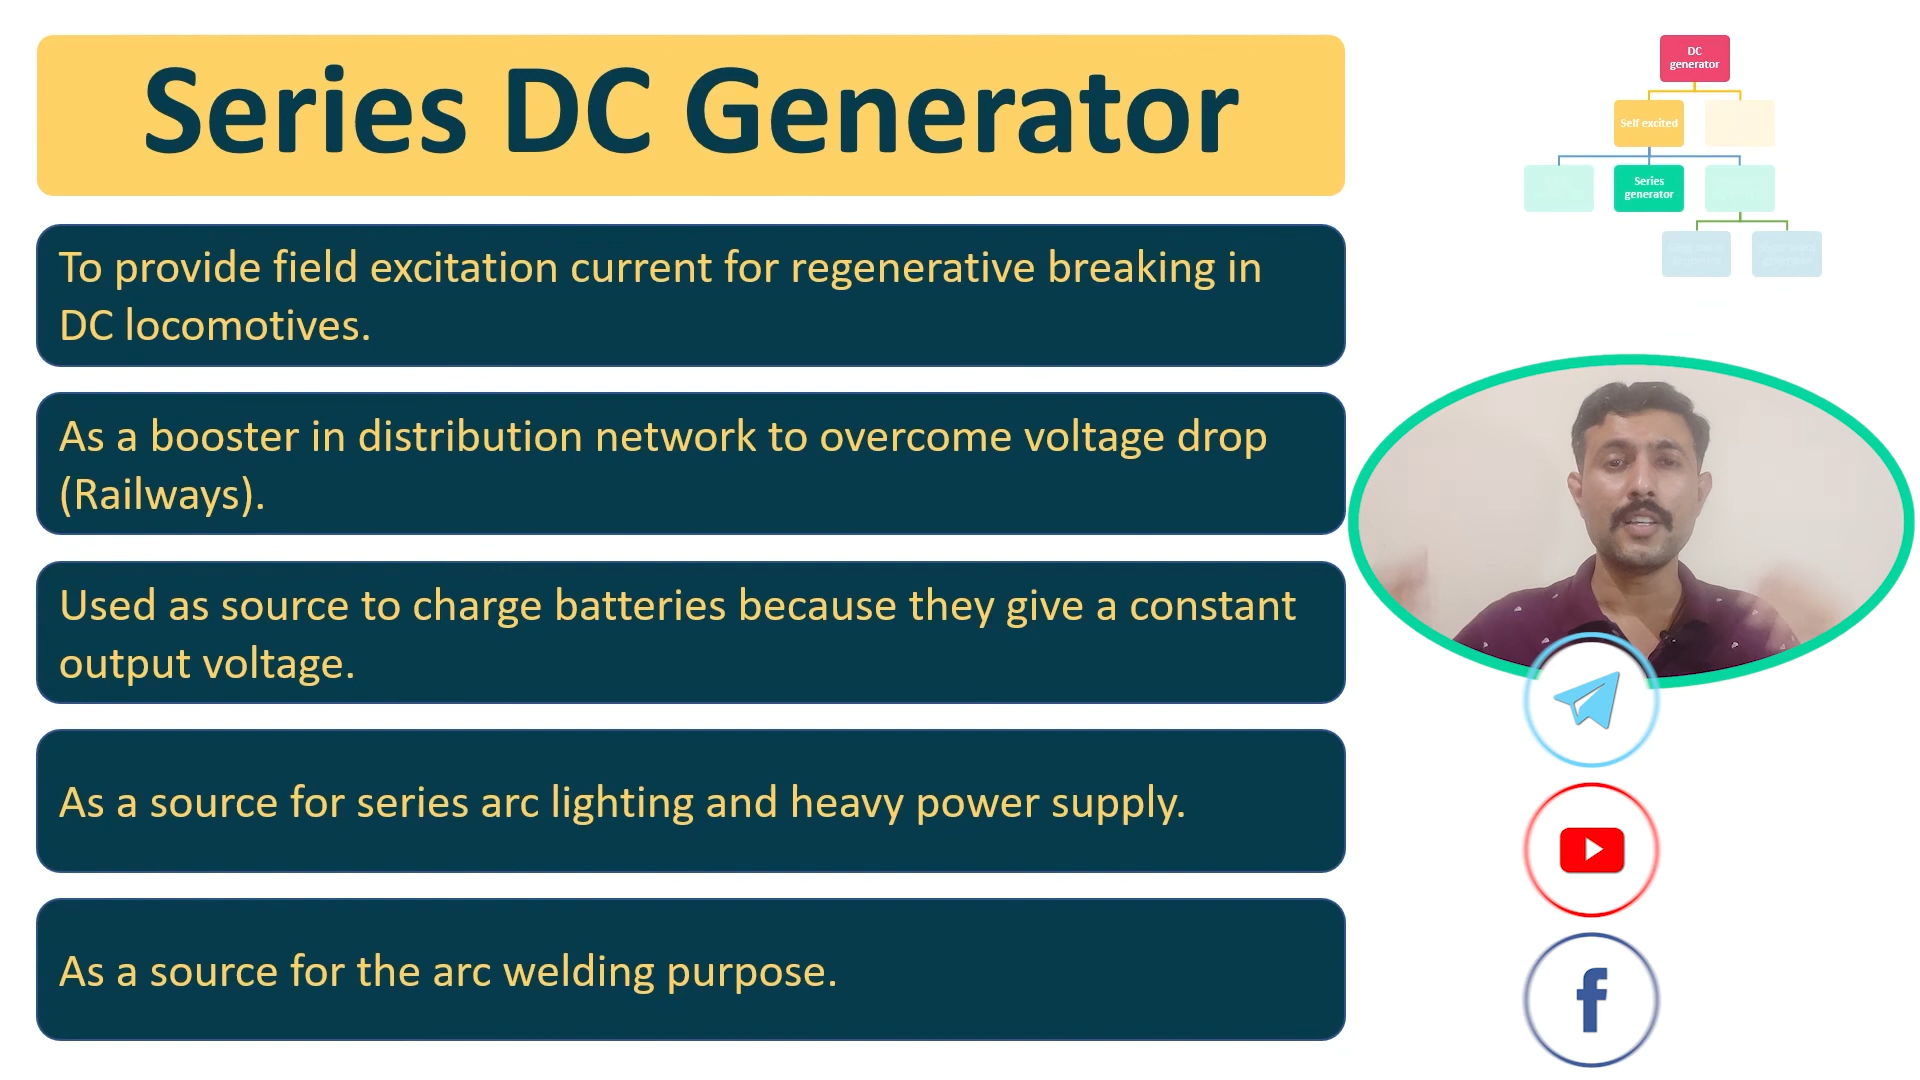 Series DC Generator
To provide field excitation current for regenerative breaking in
DC locomotives.
As a booster in distribution network to overcome voltage drop
(Railways).
Used as source to charge batteries because they give a constant
output voltage.
As a source for series arc lighting and heavy power supply.
As a source for the arc welding purpose.
DC
generator
Self excited
Series
generator